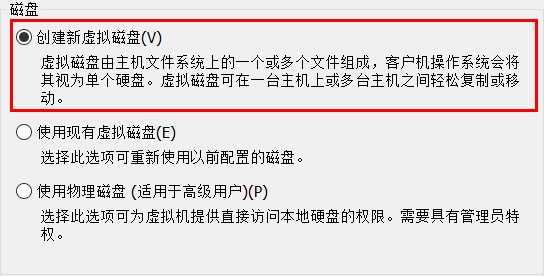 磁盘
创建新虚拟磁盘(V)
虚拟磁盘由主机文件系统上的一个或多个文件组成，客户机操作系统会将
其视为单个硬盘。虚拟磁盘可在一台主机上或多台主机之间轻松复制或移
动。
使用现有虚拟磁盘(E)
选择此选项可重新使用以前配置的磁盘。
使用物理磁盘 (适用于高级用户)(P)
选择此选项可为虚拟机提供直接访问本地硬盘的权限。需要具有管理员特
权。